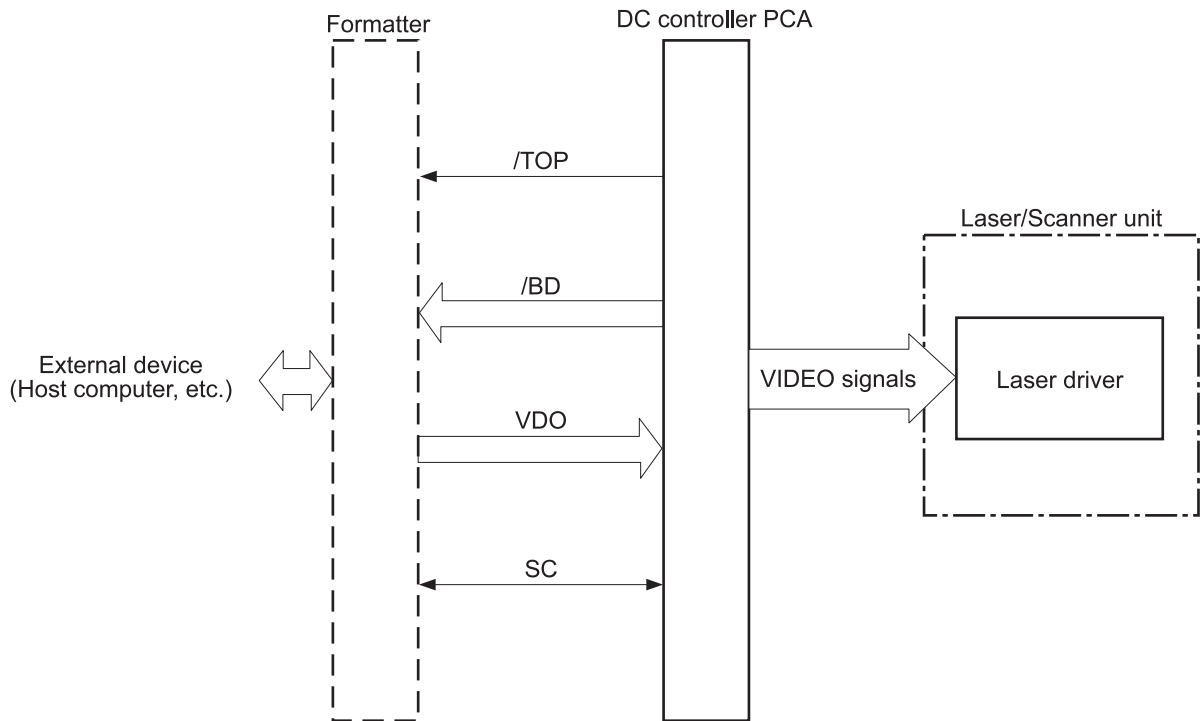 Formatter
DC controller PCA
/TOP
Laser/Scanner unit
/BD
External device
(Host computer, etc.)
VIDEO signals
Laser driver
VDO
SC